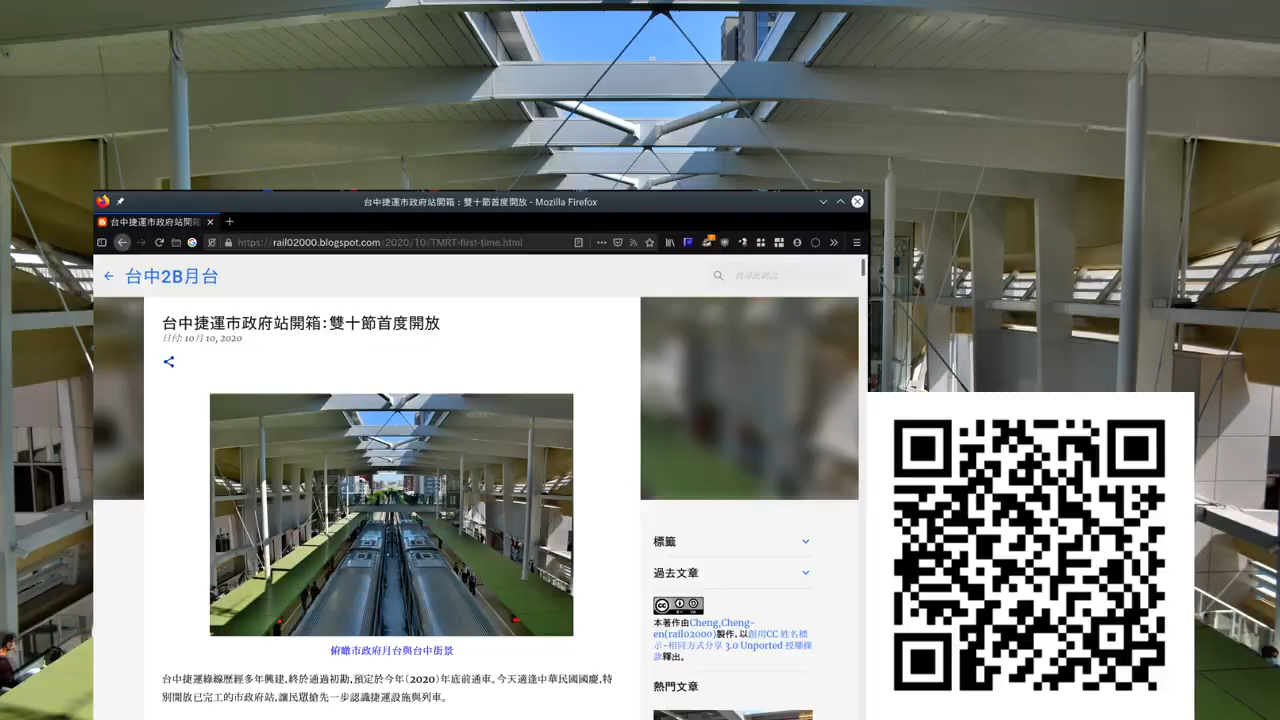 台中捷運市政府站開箱：雙十節首度開放 - Mozilla Firefox
台中捷運市政府站開箱
https://rail02000.blogspot.com/2020/10/TMRT-first-time.html
台中2B月台
搜尋此網誌
台中捷運市政府站開箱：雙十節首度開放
日付: 10月 10, 2020
俯瞰市政府月台與台中街景
台中捷運綠線歷經多年興建，終於通過初勘，預定於今年（2020）年底前通車。今天適逢中華民國國慶，特
別開放已完工的市政府站，讓民眾搶先一步認識捷運設施與列車。
標籤
過去文章
本著作由Cheng,Cheng-
en(rail02000)製作，以創用CC 姓名標
示-相同方式分享 3.0 Unported 授權條
款釋出。
熱門文章